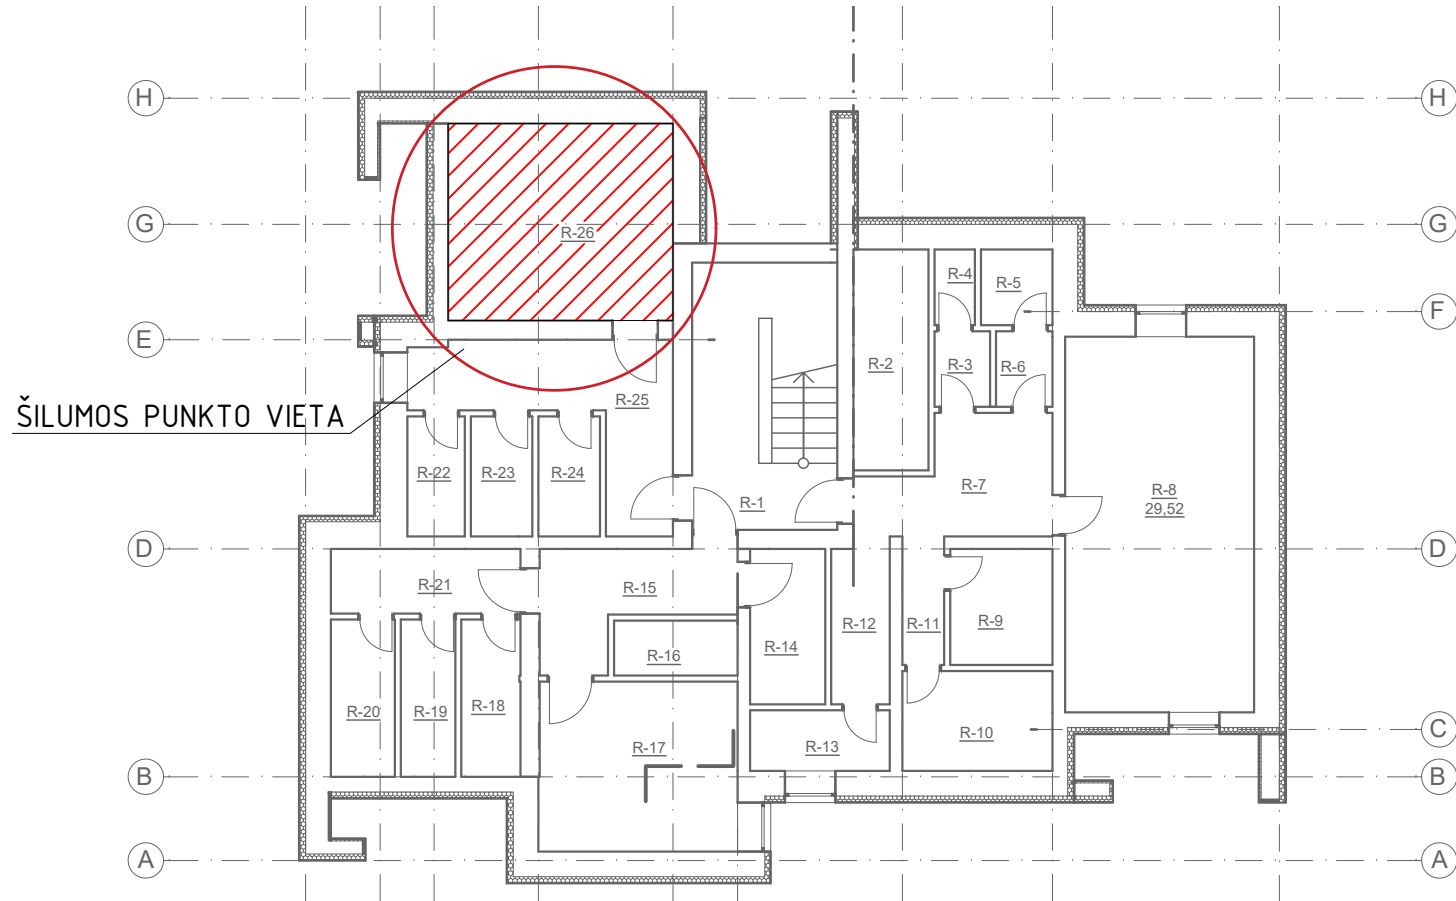 H
H
G
G
R-26
R-4
R-5
F
E
R-2
R-3
R-6
R-25
ŠILUMOS PUNKTO VIETA
R-22
R-23
R-24
R-7
R-8
29,52
R-1
D
D
R-21
R-15
R-12
R-11
R-9
R-14
R-16
R-20
R-19
R-18
R-17
R-13
R-10
C
B
B
A
A